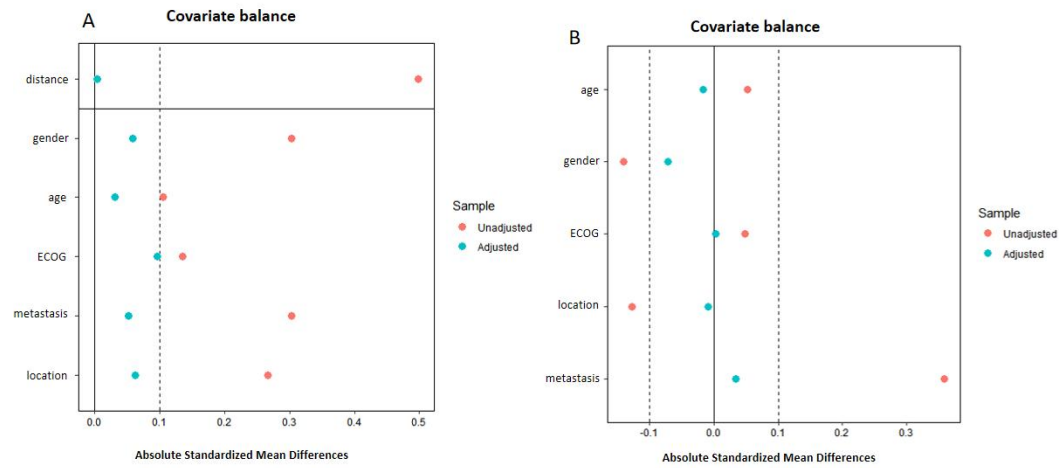 A
Covariate balance
distance
gender
age
ECOG
metastasis
location
0.0 0.1 0.2 0.3 0.4 0.5
Absolute Standardized Mean Differences
Sample
Unadjusted
Adjusted
B
Covariate balance
age
gender
ECOG
location
metastasis
-0.1 0.0 0.1 0.2 0.3
Absolute Standardized Mean Differences
Sample
Unadjusted
Adjusted